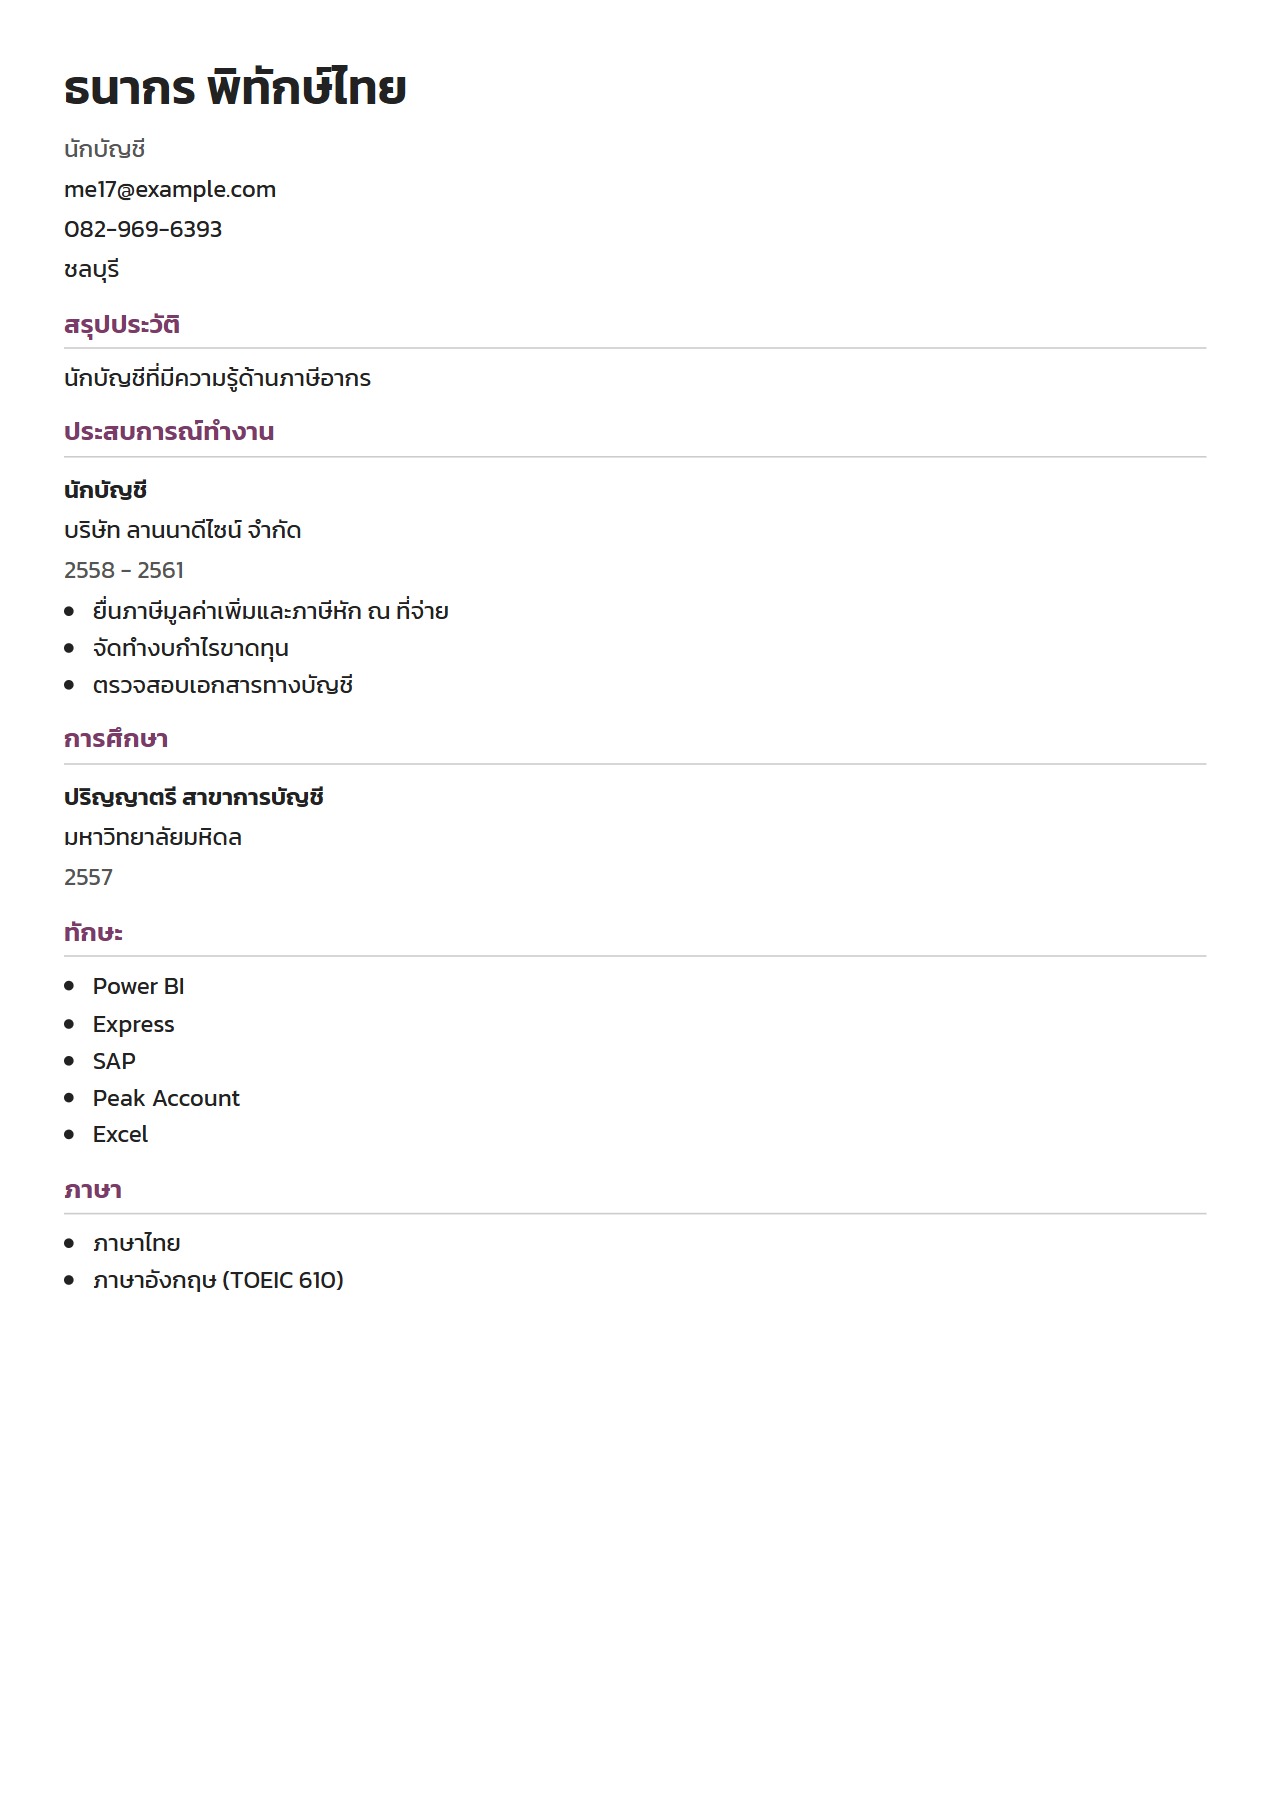 ธนากร พิทักษ์ไทย
นักบัญชี
me17@example.com
082-969-6393
ชลบุรี
สรุปประวัติ
นักบัญชีที่มีความรู้ด้านภาษีอากร
ประสบการณ์ทำงาน
นักบัญชี
บริษัท ลานนาดีไซน์ จำกัด
2558 - 2561
ยื่นภาษีมูลค่าเพิ่มและภาษีหัก ณ ที่จ่าย
จัดทำงบกำไรขาดทุน
ตรวจสอบเอกสารทางบัญชี
การศึกษา
ปริญญาตรี สาขาการบัญชี
มหาวิทยาลัยมหิดล
2557
ทักษะ
Power BI
Express
SAP
Peak Account
Excel
ภาษา
ภาษาไทย
ภาษาอังกฤษ (TOEIC 610)